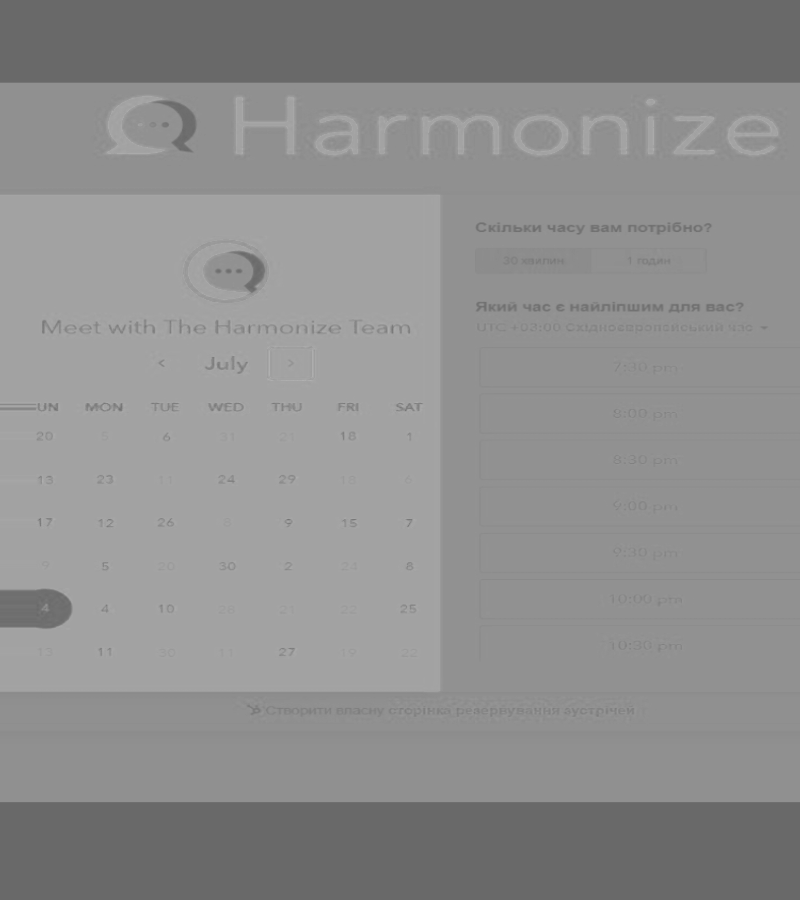 Harmonize
Meet with The Harmonize Team
July
UN MON TUE WED THU FRI SAT
20 5 6 31 21 18 1
13 23 11 24 29 18 6
17 12 26 8 9 15 7
9 5 20 30 2 24 8
4 4 10 28 21 22 25
13 11 30 11 27 19 22
Скільки часу вам потрібно?
30 хвилин 1 годин
Який час є найліпшим для вас?
UTC +03:00 Східноєвропейський час
7:30 pm
8:00 pm
8:30 pm
9:00 pm
9:30 pm
10:00 pm
10:30 pm
Створити власну сторінку резервування зустрічей